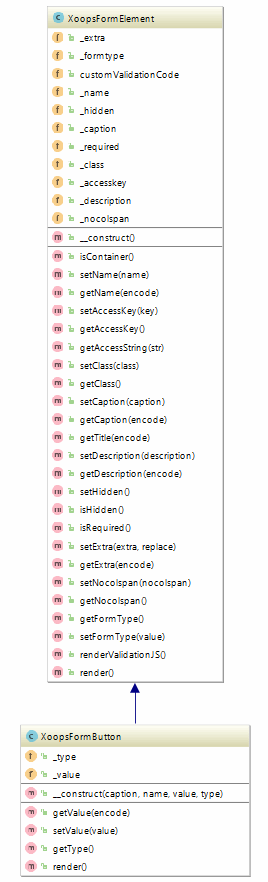 XoopsFormElement
_extra
_formtype
customValidationCode
_name
_hidden
_caption
_required
_class
_accesskey
_description
_nocolspan
__construct()
isContainer()
setName(name)
getName(encode)
setAccessKey(key)
getAccessKey()
getAccessString(str)
setClass(class)
getClass()
setCaption(caption)
getCaption(encode)
getTitle(encode)
setDescription(description)
getDescription(encode)
setHidden()
isHidden()
isRequired()
setExtra(extra, replace)
getExtra(encode)
setNocolspan(nocolspan)
getNocolspan()
getFormType()
setFormType(value)
renderValidationJS()
render()
XoopsFormButton
_type
_value
__construct(caption, name, value, type)
getValue(encode)
setValue(value)
getType()
render()